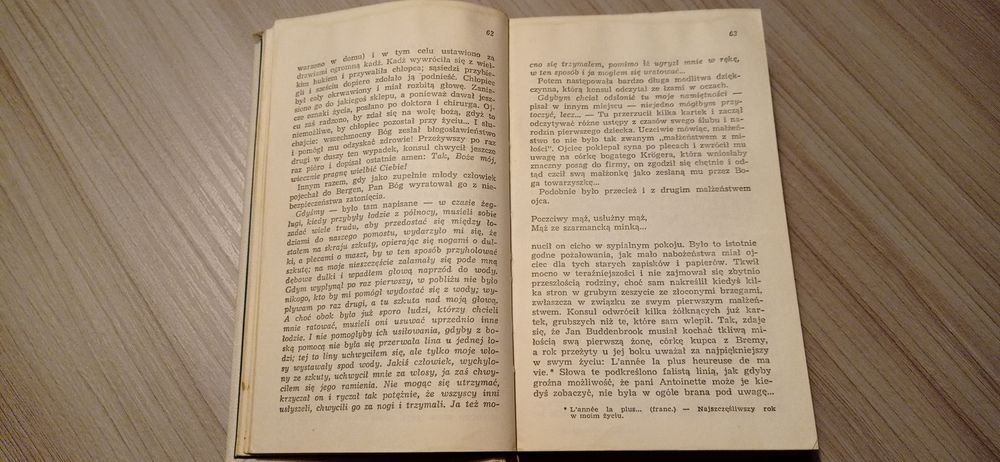 62
warzono w domu) i w tym celu ustawiono za
drzwiami ogromną kadź. Kadź wywróciła się z wiel-
kim hukiem i przywaliła chłopca; sąsiedzi przybie-
gli i sześciu dopiero zdołało ją podnieść. Chłopiec
był cały okrwawiony i miał rozbitą głowę. Zanie-
siono go do jakiegoś sklepu, a ponieważ dawał jesz-
cze oznaki życia, posłano po doktora i chirurga. Oj-
cu zaś radzono, by zdał się na wolę bożą, gdyż to
niemożliwe, by chłopiec pozostał przy życiu... I słu-
chajcie: wszechmocny Bóg zesłał błogosławieństwo
i pomógł mu odzyskać zdrowie! Przeżywszy po raz
drugi w duszy ten wypadek, konsul chwycił jeszcze
raz pióro i dopisał ostatnie amen: Tak, Boże mój,
wiecznie pragnę wielbić Ciebie!
Innym razem, gdy jako zupełnie młody człowiek
pojechał do Bergen, Pan Bóg wyratował go z nie-
bezpieczeństwa zatonięcia.
Gdyśmy — było tam napisane — w czasie żeg-
lugi, kiedy przybyły łodzie z północy, musieli sobie
zadać wiele trudu, aby przedostać się między ło-
dziami do naszego pomostu, wydarzyło mi się, że
stałem na skraju szkuty, opierając się nogami o dul-
ki, a plecami o maszt, by w ten sposób przyholować
szkutę; na moje nieszczęście załamały się pode mną
dębowe dulki i wpadłem głową naprzód do wody.
Gdym wypłynął po raz pierwszy, w pobliżu nie było
nikogo, kto by mi pomógł wydostać się z wody; wy-
pływam po raz drugi, a tu szkuta nad moją głową.
A choć obok było już sporo ludzi, którzy chcieli
mnie ratować, musieli oni usuwać uprzednio inne
łodzie. I nie pomogłyby ich usiłowania, gdyby z bo-
ską pomocą nie była się przerwała lina u jednej ło-
dzi; tej to liny uchwyciłem się, ale tylko moje wło-
sy wystawały spod wody. Jakiś człowiek, wychylo-
ny ze szkuty, uchwycił mnie za włosy, ja zaś chwy-
ciłem się jego ramienia. Nie mogąc się utrzymać,
krzyczał on i ryczał tak potężnie, że wszyscy inni
usłyszeli, chwycili go za nogi i trzymali. Ja też mo-
63
cno się trzymałem, pomimo iż ugryzł mnie w rękę,
w ten sposób i ja mogłem się uratować...
Potem następowała bardzo długa modlitwa dzięk-
czynna, którą konsul odczytał ze łzami w oczach.
Gdybym chciał odsłonić tu moje namiętności —
pisał w innym miejscu — niejedno mógłbym przy-
toczyć, lecz... — Tu przerzucił kilka kartek i zaczął
odczytywać różne ustępy z czasów swego ślubu i na-
rodzin pierwszego dziecka. Uczciwie mówiąc, małżeń-
stwo to nie było tak zwanym „małżeństwem z mi-
łości". Ojciec poklepał syna po plecach i zwrócił mu
uwagę na córkę bogatego Krögera, która wniosłaby
znaczny posag do firmy, on zgodził się chętnie i od-
tąd czcił swą małżonkę jako zesłaną mu przez Bo-
ga towarzyszkę...
Podobnie było przecież i z drugim małżeństwem
ojca.
Poczciwy mąż, usłużny mąż,
Mąż ze szarmancką minką...
nucił on cicho w sypialnym pokoju. Było to istotnie
godne pożałowania, jak mało nabożeństwa miał oj-
ciec dla tych starych zapisków i papierów. Tkwił
mocno w teraźniejszości i nie zajmował się zbytnio
przeszłością rodziny, choć sam nakreślił kiedyś kil-
ka stron w grubym zeszycie ze złoconymi brzegami,
zwłaszcza w związku ze swym pierwszym małżeń-
stwem. Konsul odwrócił kilka żółknących już kar-
tek, grubszych niż te, które sam wlepił. Tak, zdaje
się, że Jan Buddenbrook musiał kochać tkliwą mi-
łością swą pierwszą żonę, córkę kupca z Bremy,
a rok przeżyty u jej boku uważał za najpiękniejszy
w swym życiu: L'année la plus heureuse de ma
vie.* Słowa te podkreślono falistą linią, jak gdyby
groźna możliwość, że pani Antoinette może je kie-
dyś zobaczyć, nie była w ogóle brana pod uwagę...
* L'année la plus... (franc.) — Najszczęśliwszy rok
w moim życiu.